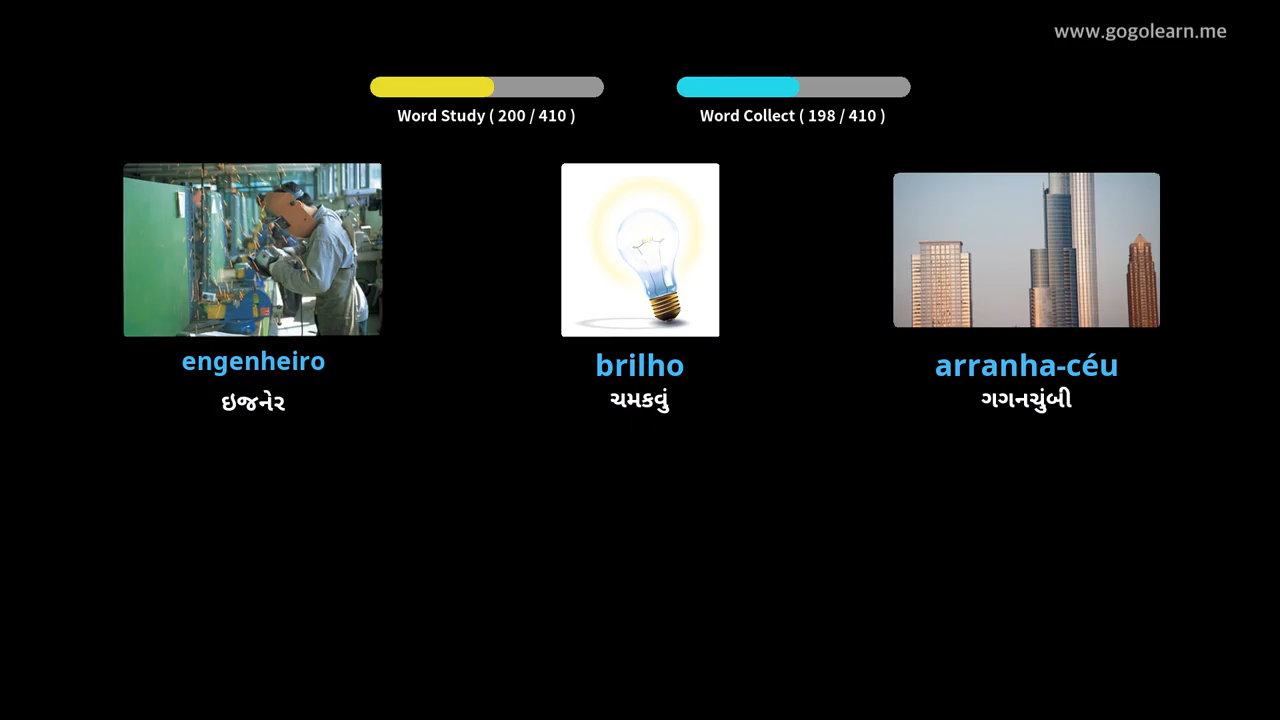 www.gogolearn.me
Word Study ( 200 / 410 )
Word Collect ( 198 / 410 )
engenheiro
brilho
arranha-céu
ઇજનેર
ચમકવું
ગગનચુંબી